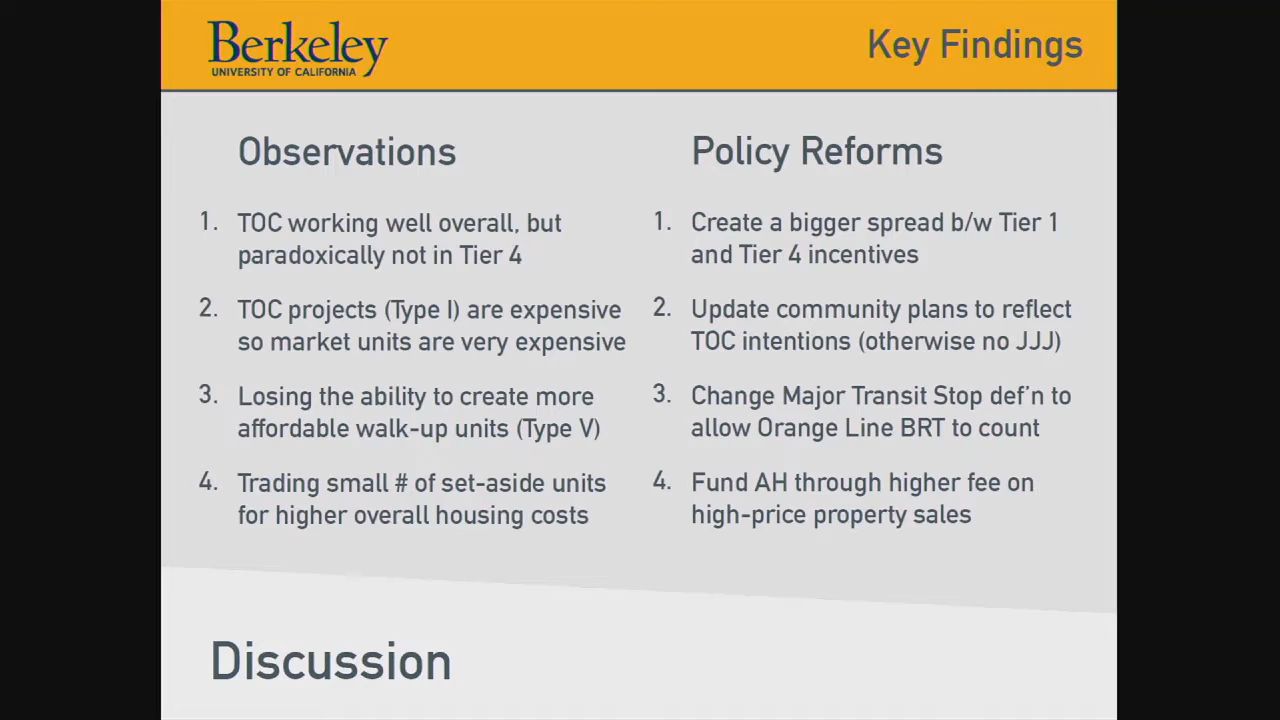 Berkeley
UNIVERSITY OF CALIFORNIA
Key Findings
Observations
1. TOC working well overall, but
paradoxically not in Tier 4
2. TOC projects (Type I) are expensive
so market units are very expensive
3. Losing the ability to create more
affordable walk-up units (Type V)
4. Trading small # of set-aside units
for higher overall housing costs
Policy Reforms
1. Create a bigger spread b/w Tier 1
and Tier 4 incentives
2. Update community plans to reflect
TOC intentions (otherwise no JJJ)
3. Change Major Transit Stop def'n to
allow Orange Line BRT to count
4. Fund AH through higher fee on
high-price property sales
Discussion